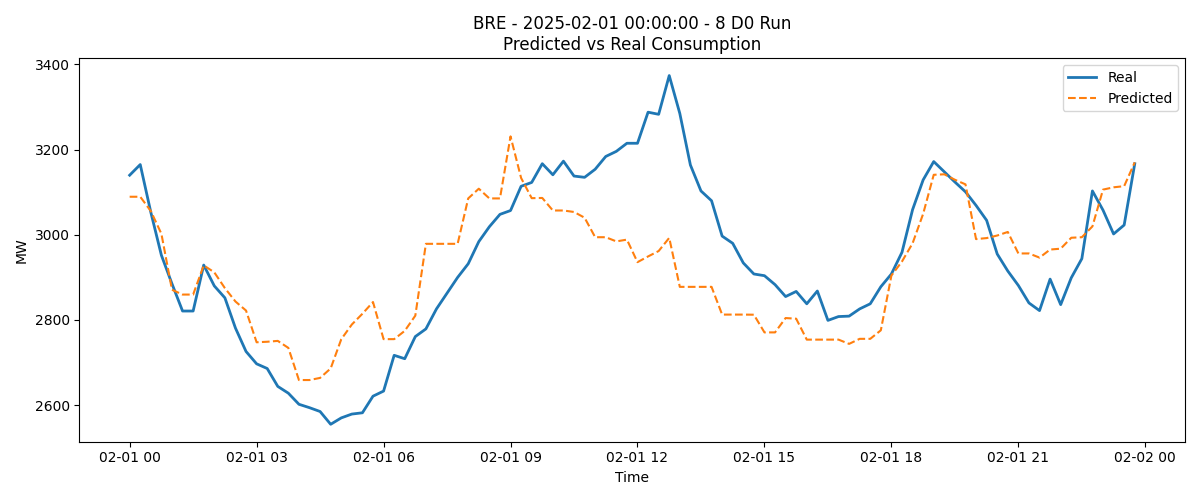 BRE - 2025-02-01 00:00:00 - 8 D0 Run
Predicted vs Real Consumption
Real
Predicted
MW
3400
3200
3000
2800
2600
02-01 00
02-01 03
02-01 06
02-01 09
02-01 12
02-01 15
02-01 18
02-01 21
02-02 00
Time